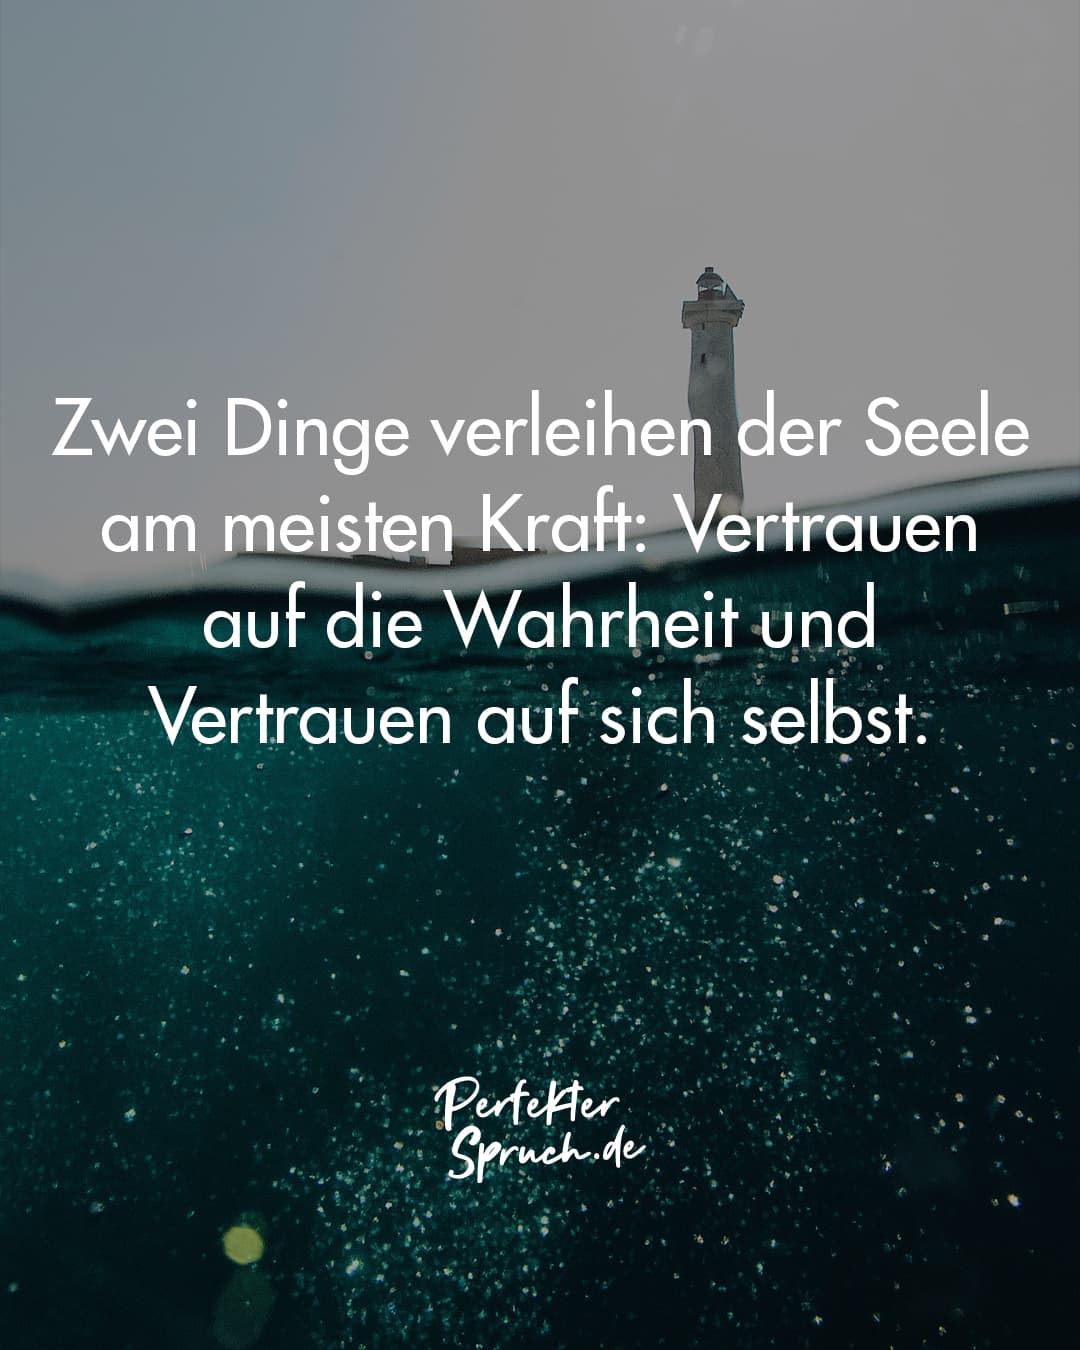 Zwei Dinge verleihen der Seele
am meisten Kraft: Vertrauen
auf die Wahrheit und
Vertrauen auf sich selbst.
Perfekter
Spruch.de